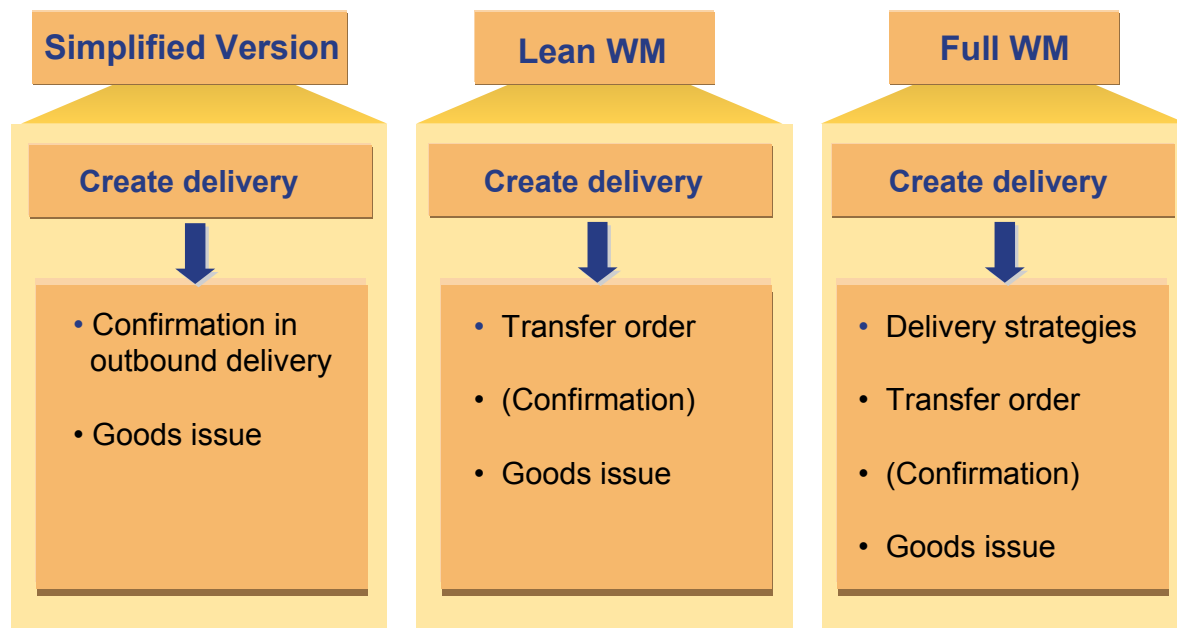 Simplified Version
Create delivery
• Confirmation in
outbound delivery
• Goods issue
Lean WM
Create delivery
• Transfer order
• (Confirmation)
• Goods issue
Full WM
Create delivery
• Delivery strategies
• Transfer order
• (Confirmation)
• Goods issue